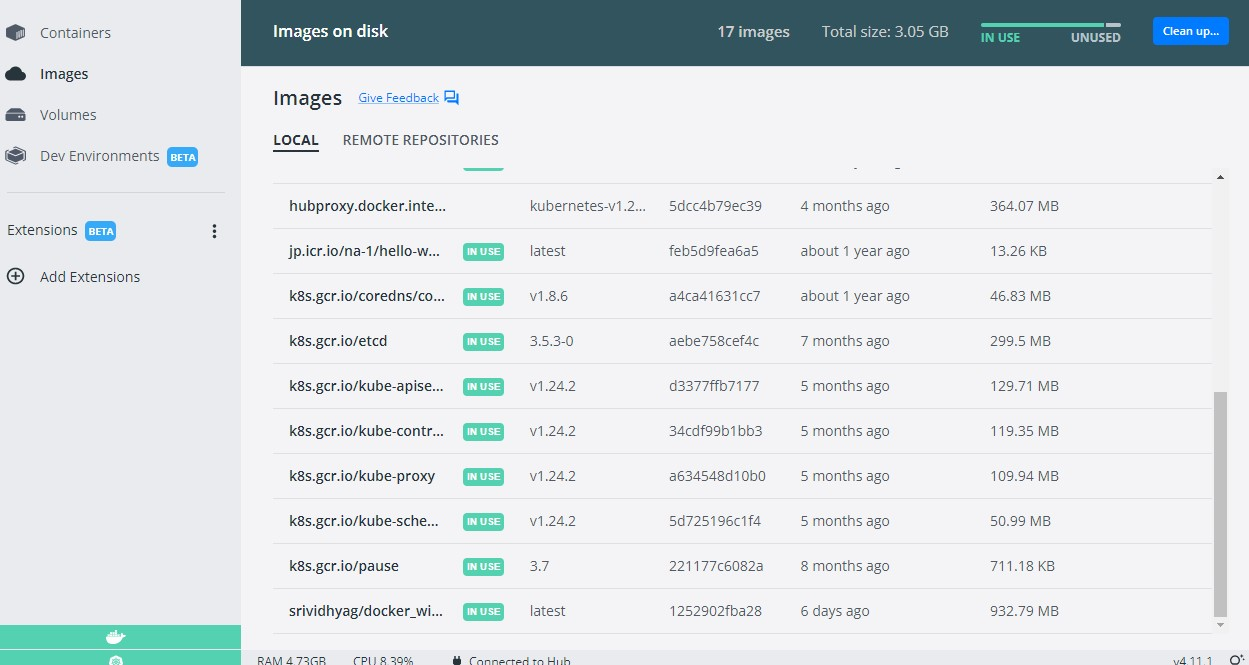 Containers
Images
Volumes
Dev Environments BETA
Extensions BETA
Add Extensions
Images on disk 17 images Total size: 3.05 GB IN USE UNUSED Clean up...
Images Give Feedback
LOCAL REMOTE REPOSITORIES
hubproxy.docker.inte... kubernetes-v1.2... 5dcc4b79ec39 4 months ago 364.07 MB
jp.icr.io/na-1/hello-w... IN USE latest feb5d9fea6a5 about 1 year ago 13.26 KB
k8s.gcr.io/coredns/co... IN USE v1.8.6 a4ca41631cc7 about 1 year ago 46.83 MB
k8s.gcr.io/etcd IN USE 3.5.3-0 aebe758cef4c 7 months ago 299.5 MB
k8s.gcr.io/kube-apise... IN USE v1.24.2 d3377ffb7177 5 months ago 129.71 MB
k8s.gcr.io/kube-contr... IN USE v1.24.2 34cdf99b1bb3 5 months ago 119.35 MB
k8s.gcr.io/kube-proxy IN USE v1.24.2 a634548d10b0 5 months ago 109.94 MB
k8s.gcr.io/kube-sche... IN USE v1.24.2 5d725196c1f4 5 months ago 50.99 MB
k8s.gcr.io/pause IN USE 3.7 221177c6082a 8 months ago 711.18 KB
srividhyag/docker_wi... IN USE latest 1252902fba28 6 days ago 932.79 MB
RAM 4.73GB CPU 8.39% Connected to Hub v4.11.1